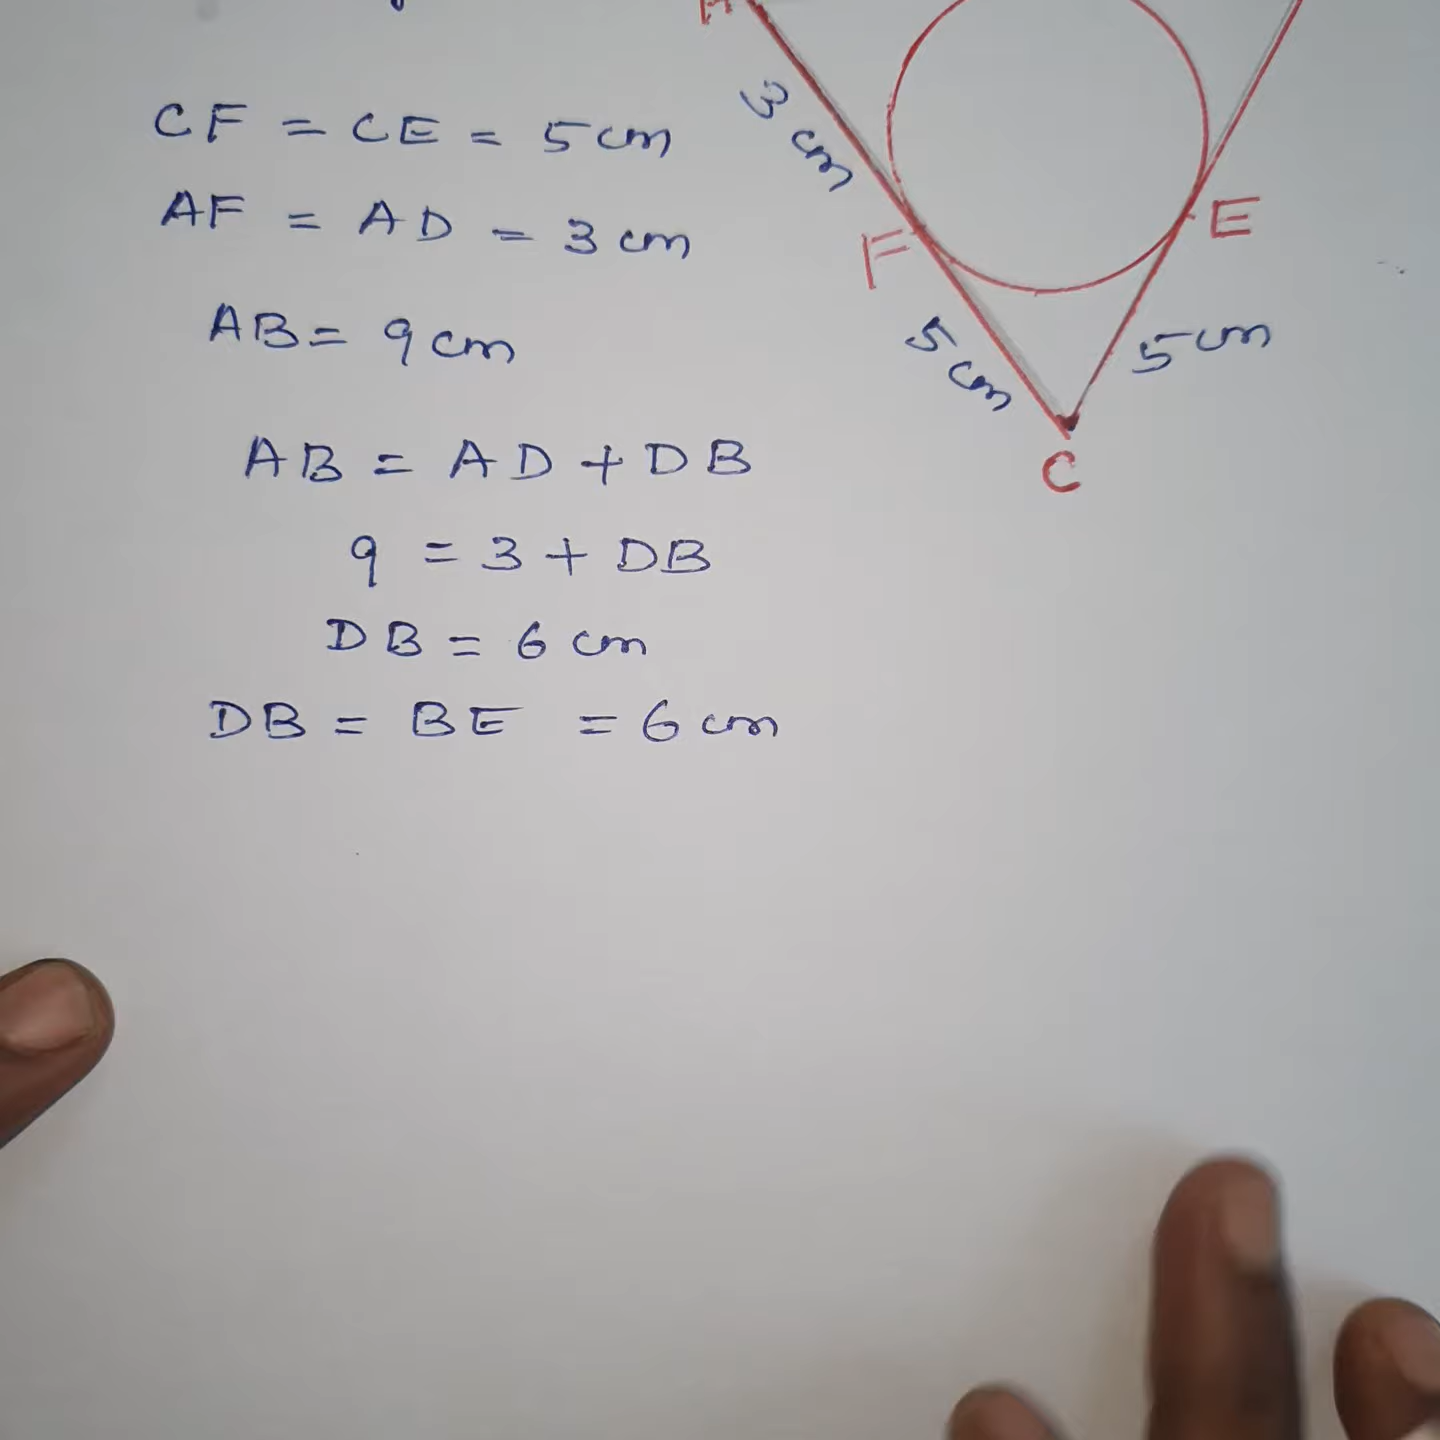 CF = CE = 5 cm
AF = AD = 3 cm
AB = 9 cm
AB = AD + DB
9 = 3 + DB
DB = 6 cm
DB = BE = 6 cm
3 cm
F
E
5 cm
5 cm
C